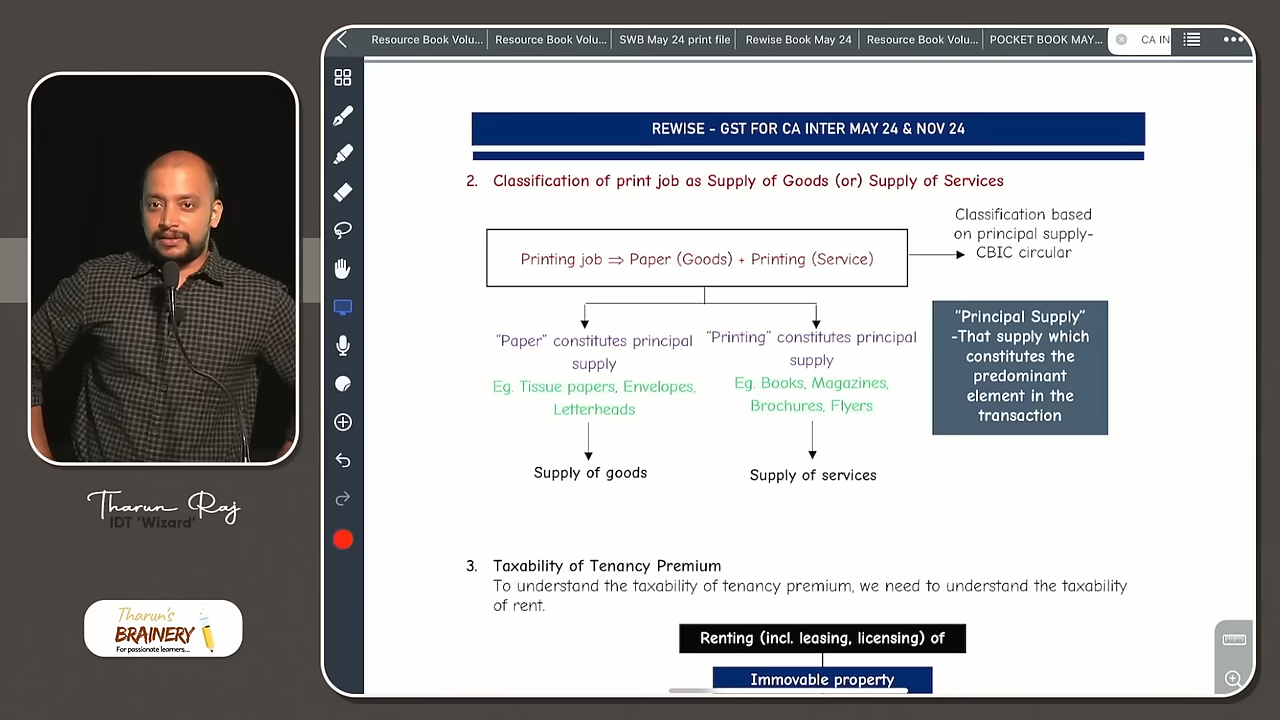 Resource Book Volu...
Resource Book Volu...
SWB May 24 print file
Rewise Book May 24
Resource Book Volu...
POCKET BOOK MAY...
CA IN
REWISE - GST FOR CA INTER MAY 24 & NOV 24
2. Classification of print job as Supply of Goods (or) Supply of Services
Classification based
on principal supply-
CBIC circular
Printing job ⇒ Paper (Goods) + Printing (Service)
"Paper" constitutes principal
supply
Eg. Tissue papers, Envelopes,
Letterheads
Supply of goods
"Printing" constitutes principal
supply
Eg. Books, Magazines,
Brochures, Flyers
Supply of services
"Principal Supply"
-That supply which
constitutes the
predominant
element in the
transaction
3. Taxability of Tenancy Premium
To understand the taxability of tenancy premium, we need to understand the taxability
of rent.
Renting (incl. leasing, licensing) of
Immovable property
Tharun Raj
IDT 'Wizard'
Tharun's
BRAINERY
For passionate learners...